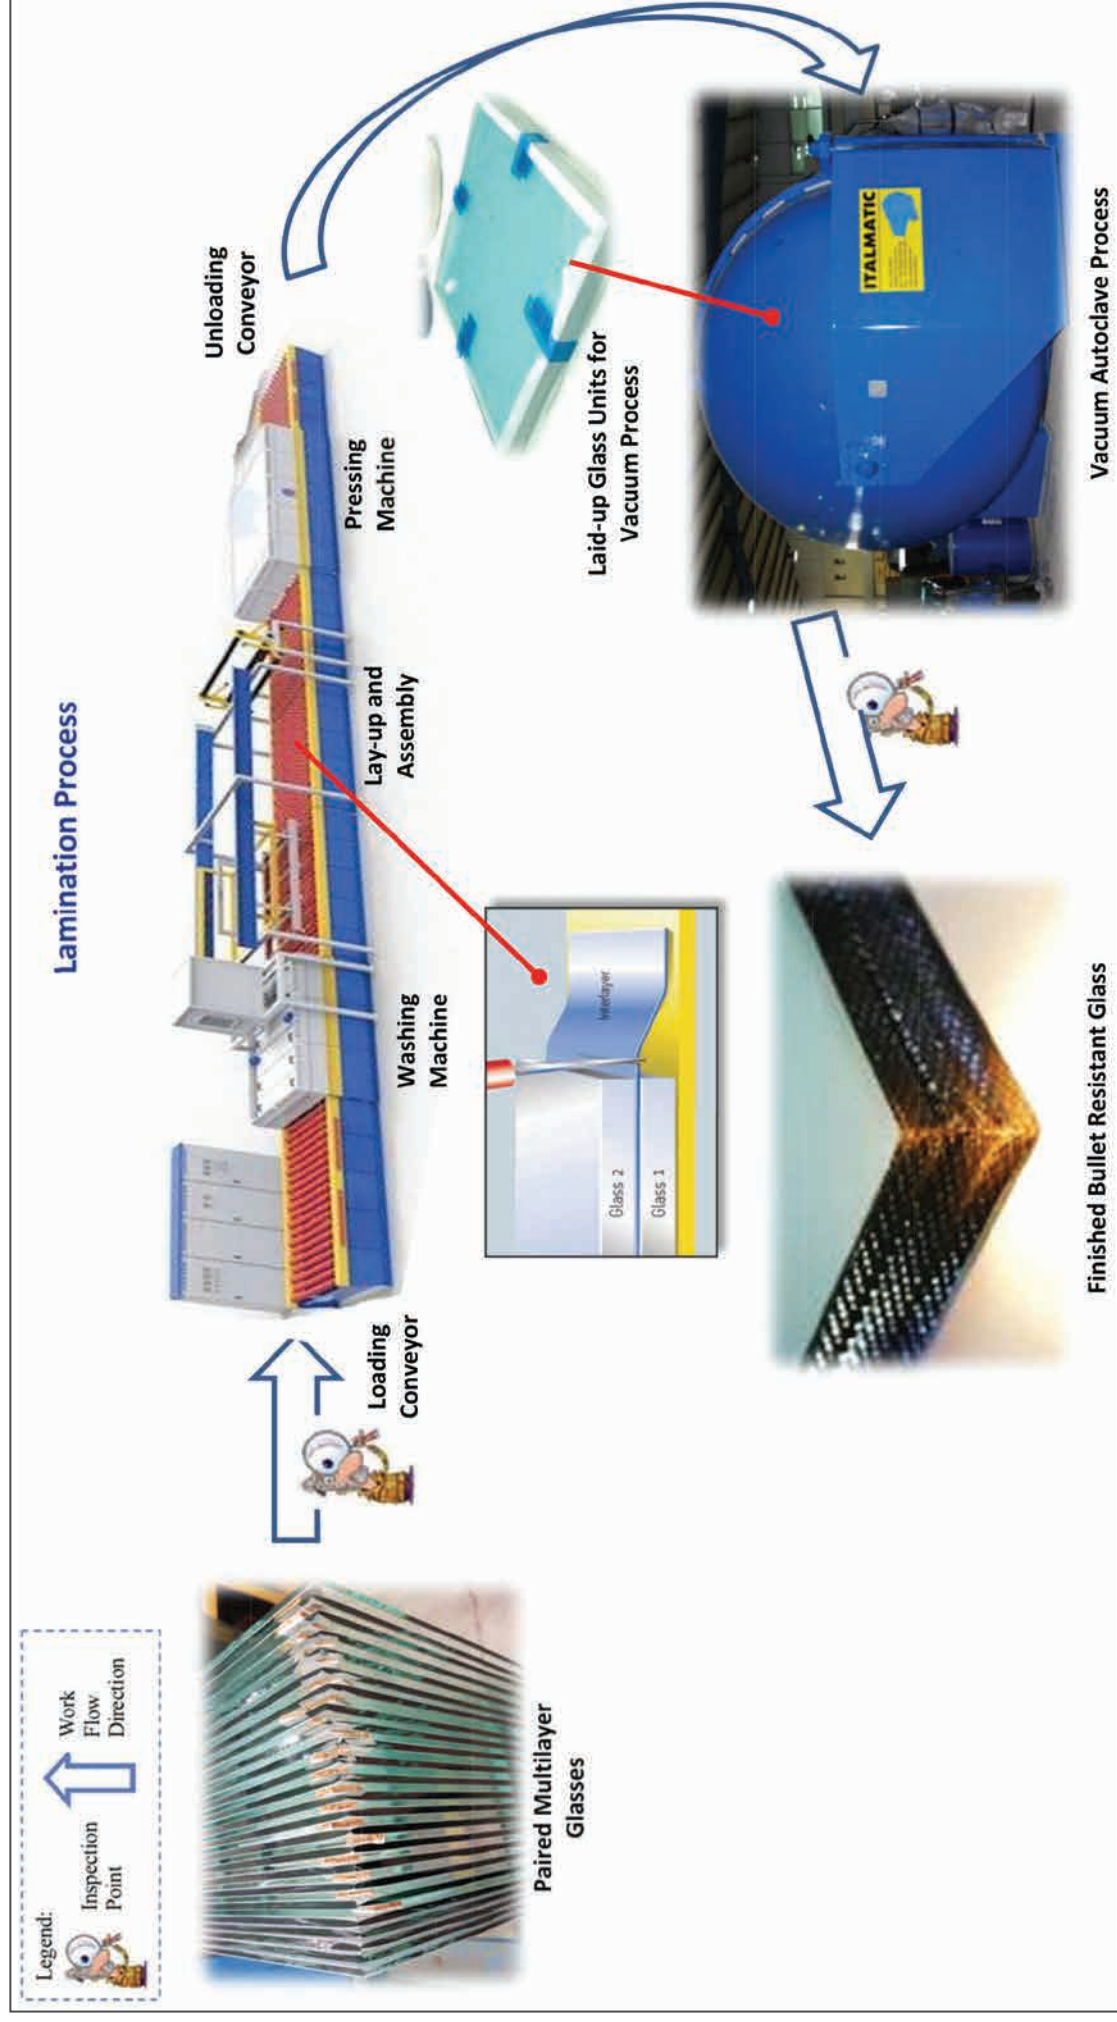 Lamination Process
Legend:
Inspection
Point
Work
Flow
Direction
Paired Multilayer
Glasses
Loading
Conveyor
Washing
Machine
Lay-up and
Assembly
Pressing
Machine
Unloading
Conveyor
Glass 2
Glass 1
Interlayer
Laid-up Glass Units for
Vacuum Process
ITALMATIC
Vacuum Autoclave Process
Finished Bullet Resistant Glass